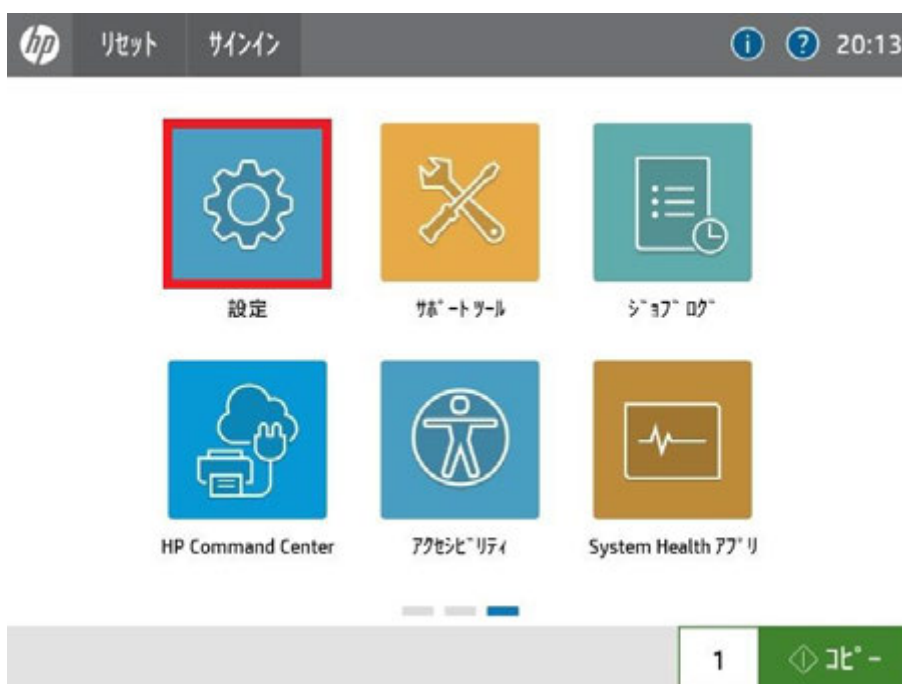 hp リセット サインイン i ? 20:13
設定 ｻﾎﾟｰﾄ ﾂｰﾙ ｼﾞｮﾌﾞ ﾛｸﾞ
HP Command Center ｱｸｾｼﾋﾞﾘﾃｨ System Health ｱﾌﾟﾘ
1 ｺﾋﾟｰ